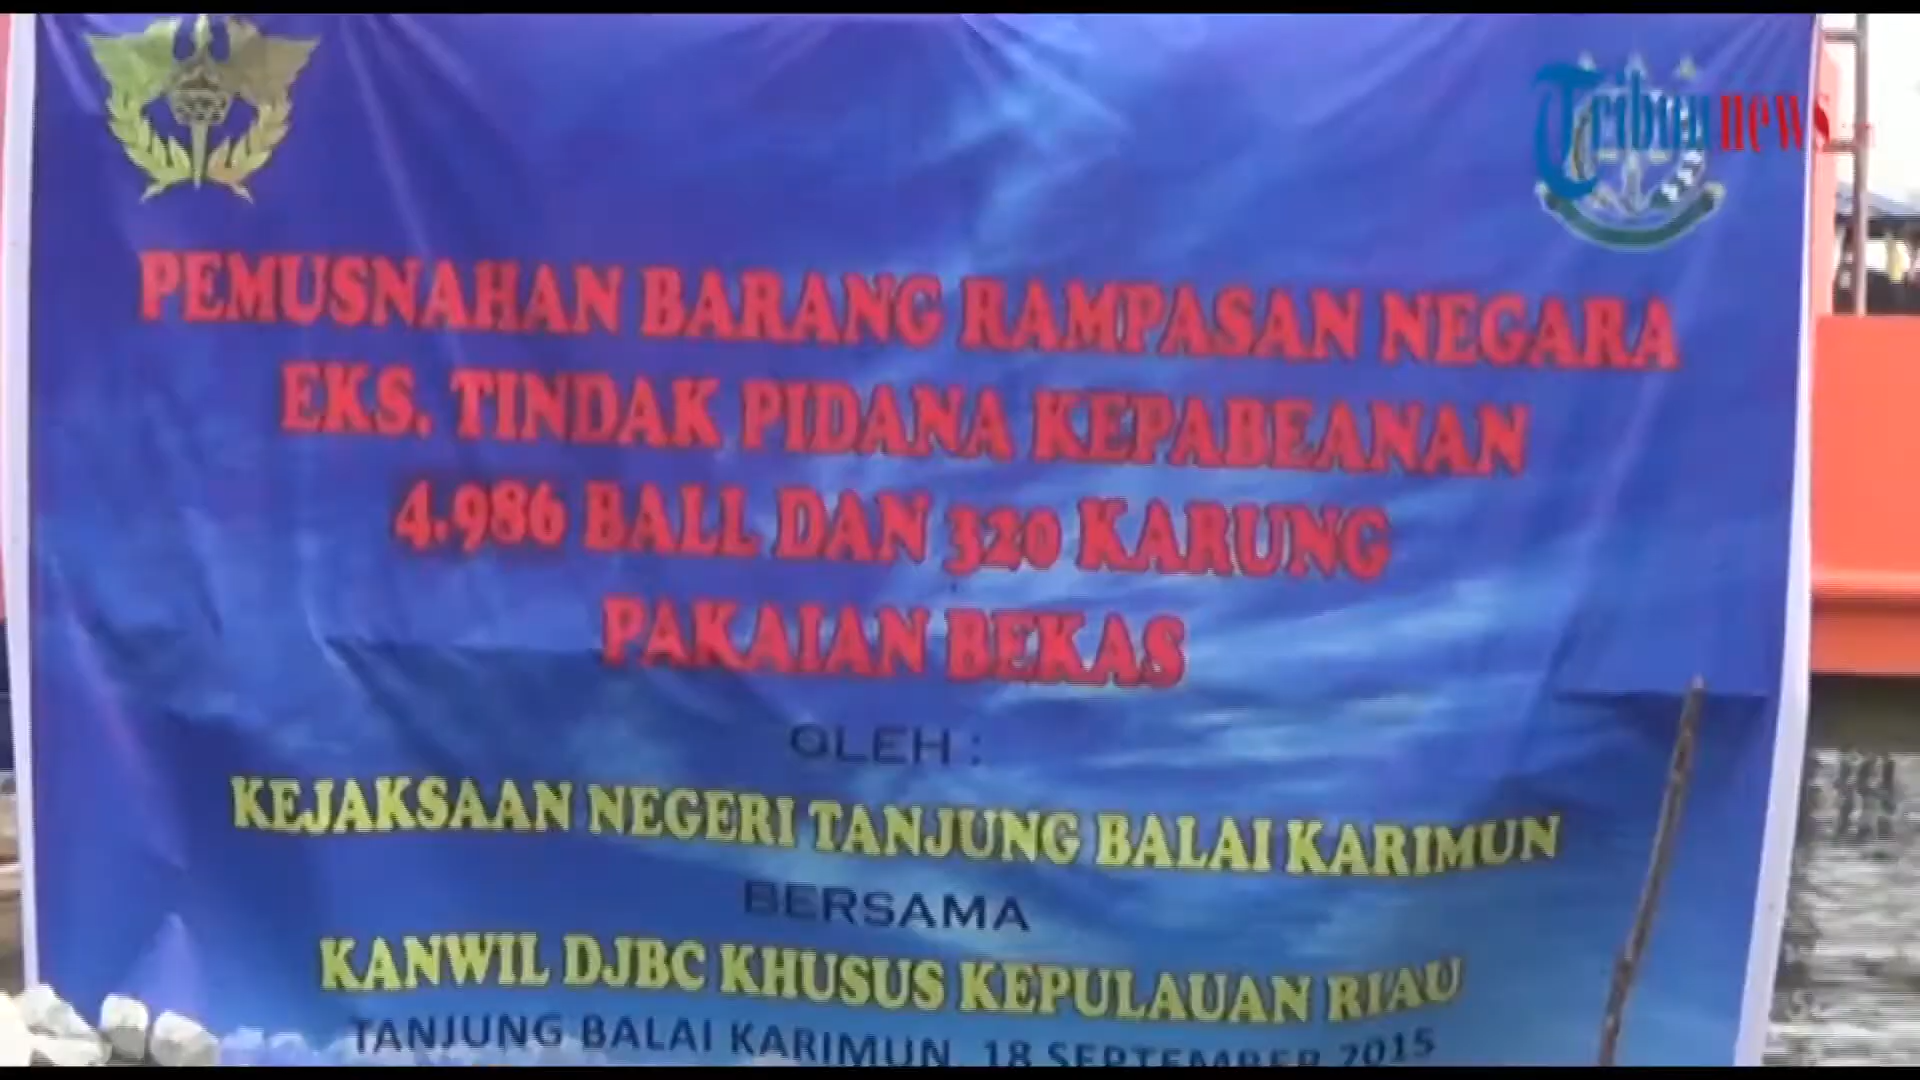 Tribunnews
PEMUSNAHAN BARANG RAMPASAN NEGARA
EKS. TINDAK PIDANA KEPABEANAN
4.986 BALL DAN 320 KARUNG
PAKAIAN BEKAS
OLEH :
KEJAKSAAN NEGERI TANJUNG BALAI KARIMUN
BERSAMA
KANWIL DJBC KHUSUS KEPULAUAN RIAU
TANJUNG BALAI KARIMUN, 18 SEPTEMBER 2015